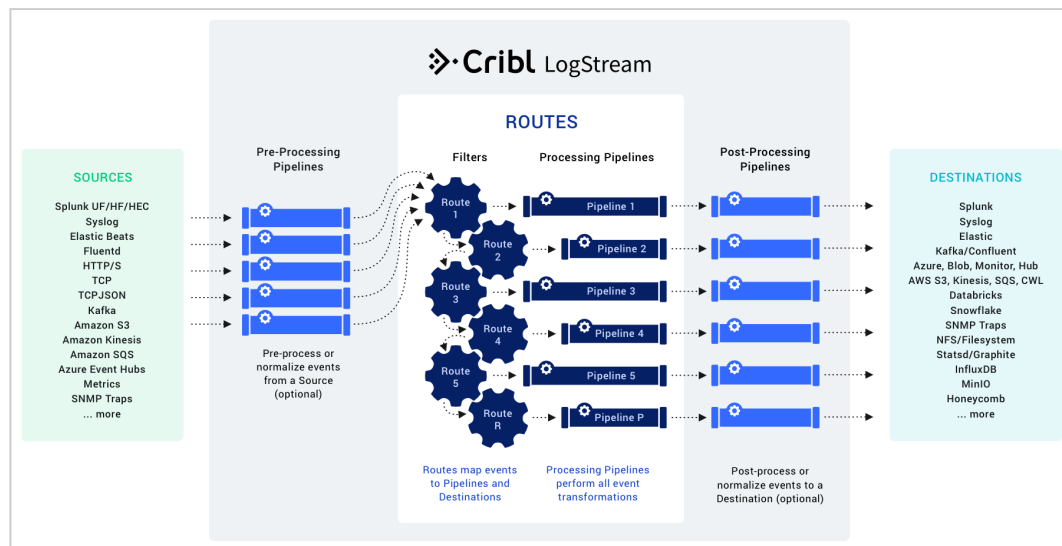 Cribl LogStream
ROUTES
Pre-Processing
Pipelines
Filters
Processing Pipelines
Post-Processing
Pipelines
SOURCES
Splunk UF/HF/HEC
Syslog
Elastic Beats
Fluentd
HTTP/S
TCP
TCPJSON
Kafka
Amazon S3
Amazon Kinesis
Amazon SQS
Azure Event Hubs
Metrics
SNMP Traps
... more
Pre-process or
normalize events
from a Source
(optional)
Route
1
Pipeline 1
Route
2
Pipeline 2
Route
3
Pipeline 3
Route
4
Pipeline 4
Route
5
Pipeline 5
Route
R
Pipeline P
Routes map events
to Pipelines and
Destinations
Processing Pipelines
perform all event
transformations
Post-process or
normalize events to a
Destination (optional)
DESTINATIONS
Splunk
Syslog
Elastic
Kafka/Confluent
Azure, Blob, Monitor, Hub
AWS S3, Kinesis, SQS, CWL
Databricks
Snowflake
SNMP Traps
NFS/Filesystem
Statsd/Graphite
InfluxDB
MinIO
Honeycomb
... more